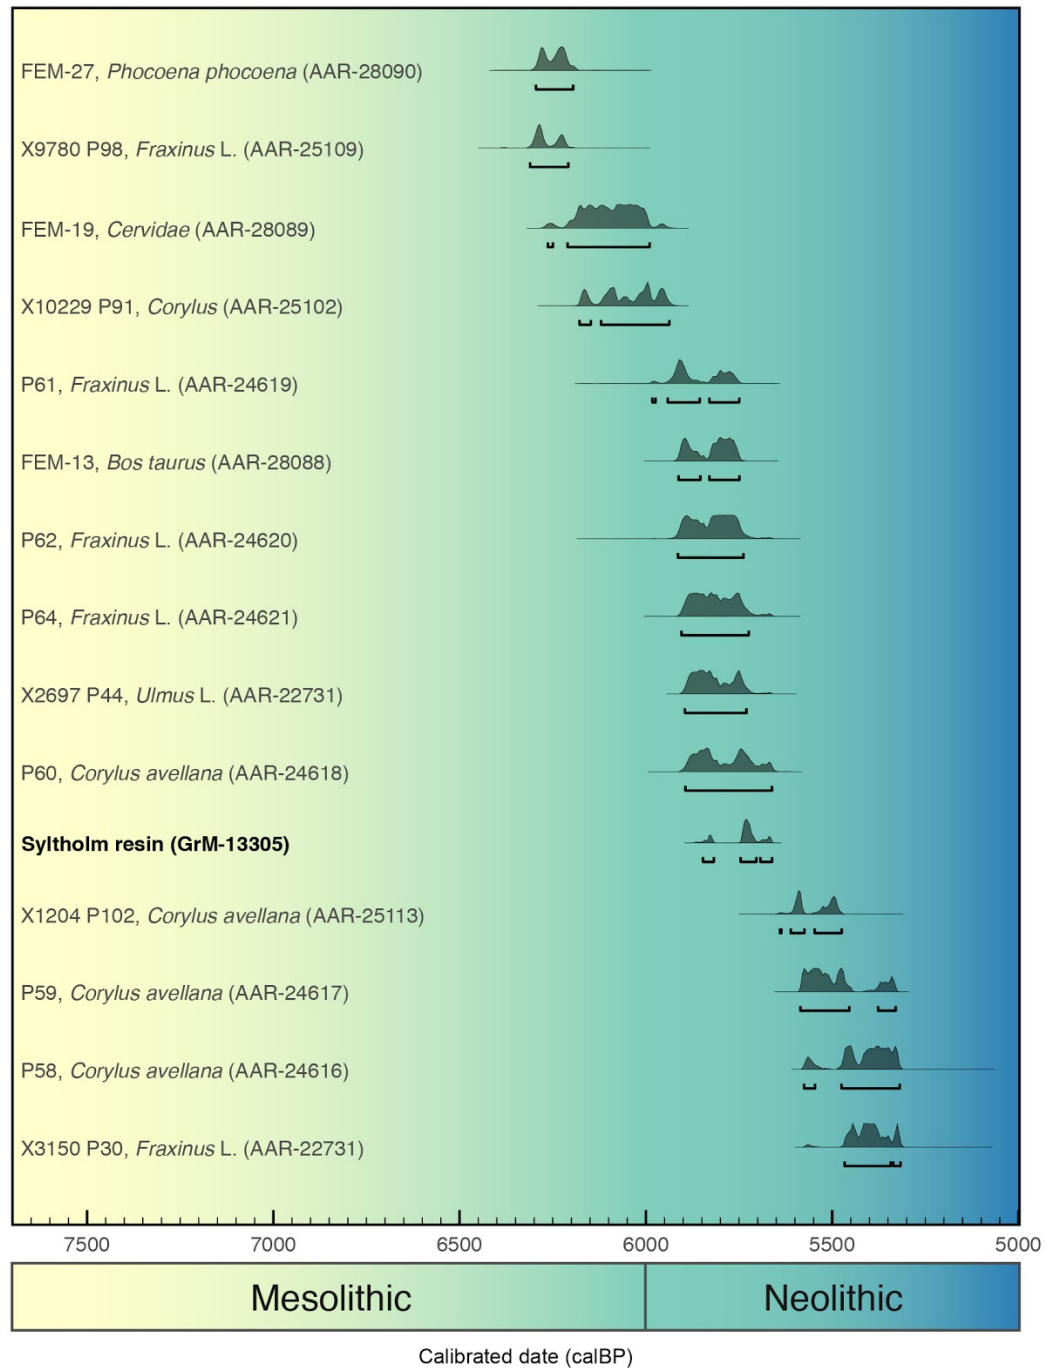 FEM-27, Phocoena phocoena (AAR-28090)
X9780 P98, Fraxinus L. (AAR-25109)
FEM-19, Cervidae (AAR-28089)
X10229 P91, Corylus (AAR-25102)
P61, Fraxinus L. (AAR-24619)
FEM-13, Bos taurus (AAR-28088)
P62, Fraxinus L. (AAR-24620)
P64, Fraxinus L. (AAR-24621)
X2697 P44, Ulmus L. (AAR-22731)
P60, Corylus avellana (AAR-24618)
Syltholm resin (GrM-13305)
X1204 P102, Corylus avellana (AAR-25113)
P59, Corylus avellana (AAR-24617)
P58, Corylus avellana (AAR-24616)
X3150 P30, Fraxinus L. (AAR-22731)
7500 7000 6500 6000 5500 5000
Mesolithic Neolithic
Calibrated date (calBP)